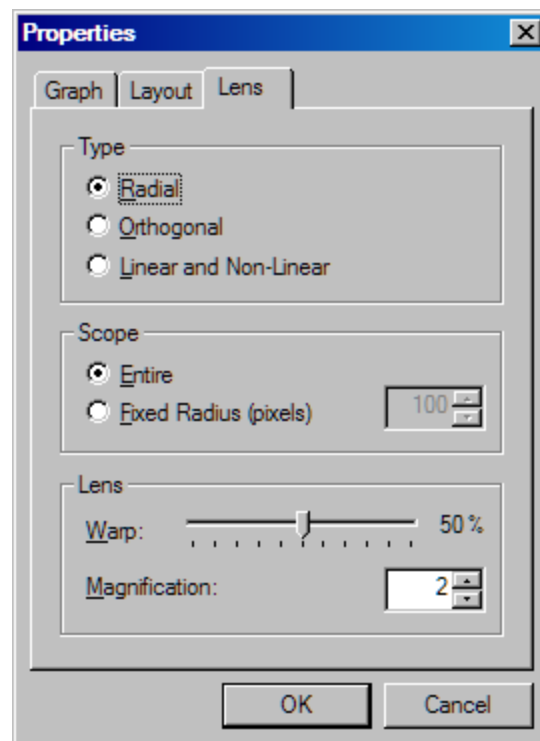 Properties
Graph Layout Lens
Type
Radial
Orthogonal
Linear and Non-Linear
Scope
Entire
Fixed Radius (pixels) 100
Lens
Warp: 50 %
Magnification: 2
OK Cancel